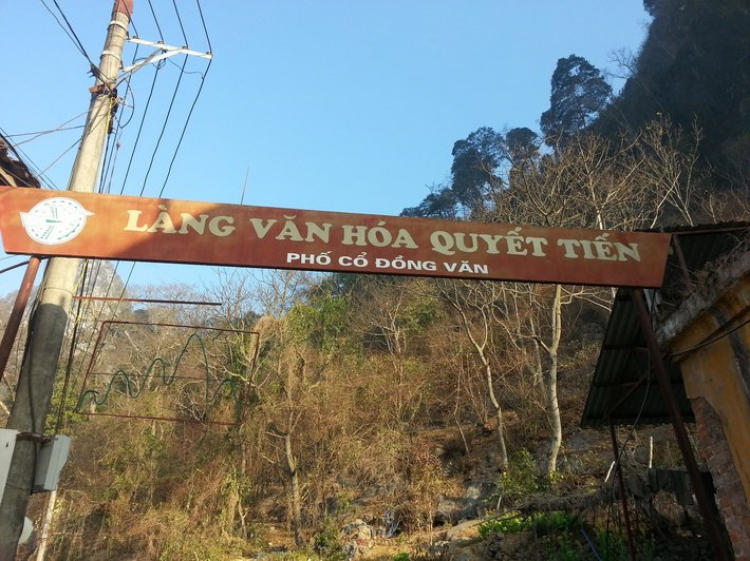 LÀNG VĂN HÓA QUYẾT TIẾN
PHỐ CỔ ĐỒNG VĂN